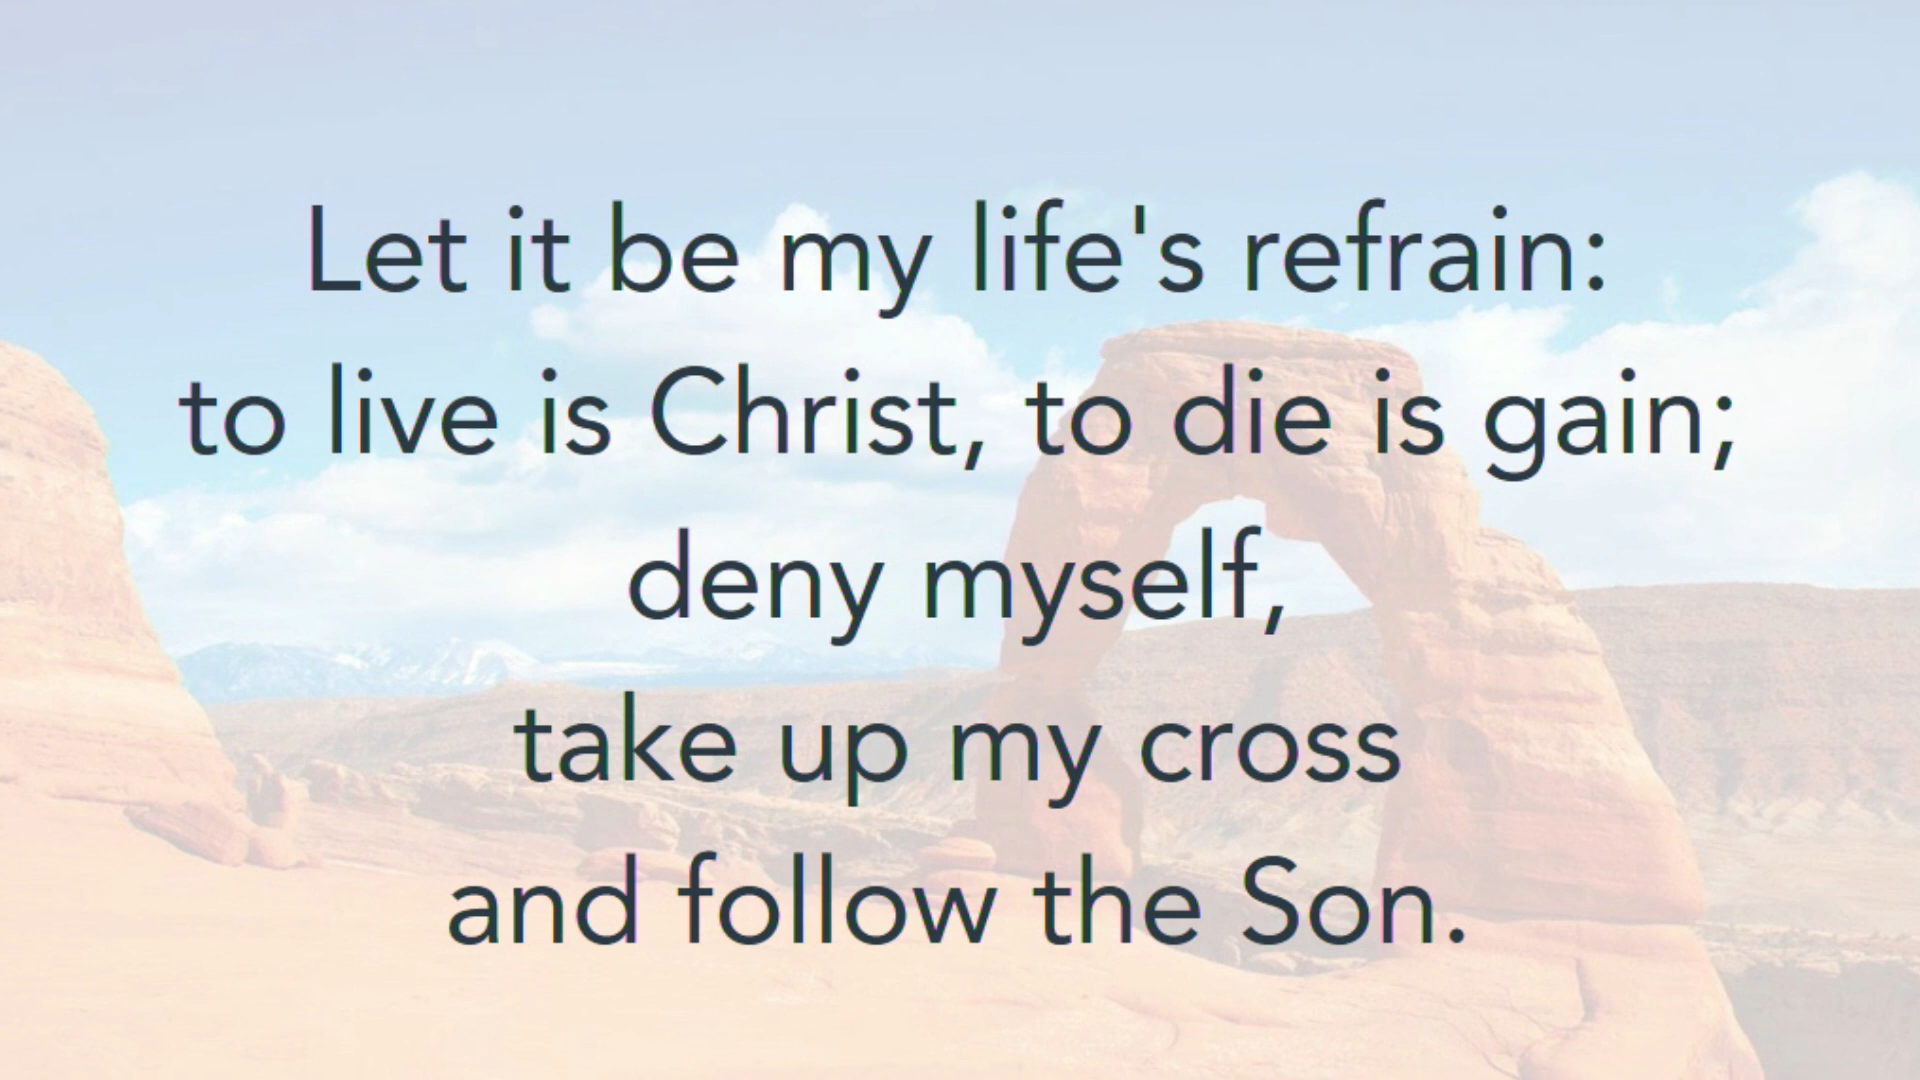 Let it be my life's refrain:
to live is Christ, to die is gain;
deny myself,
take up my cross
and follow the Son.